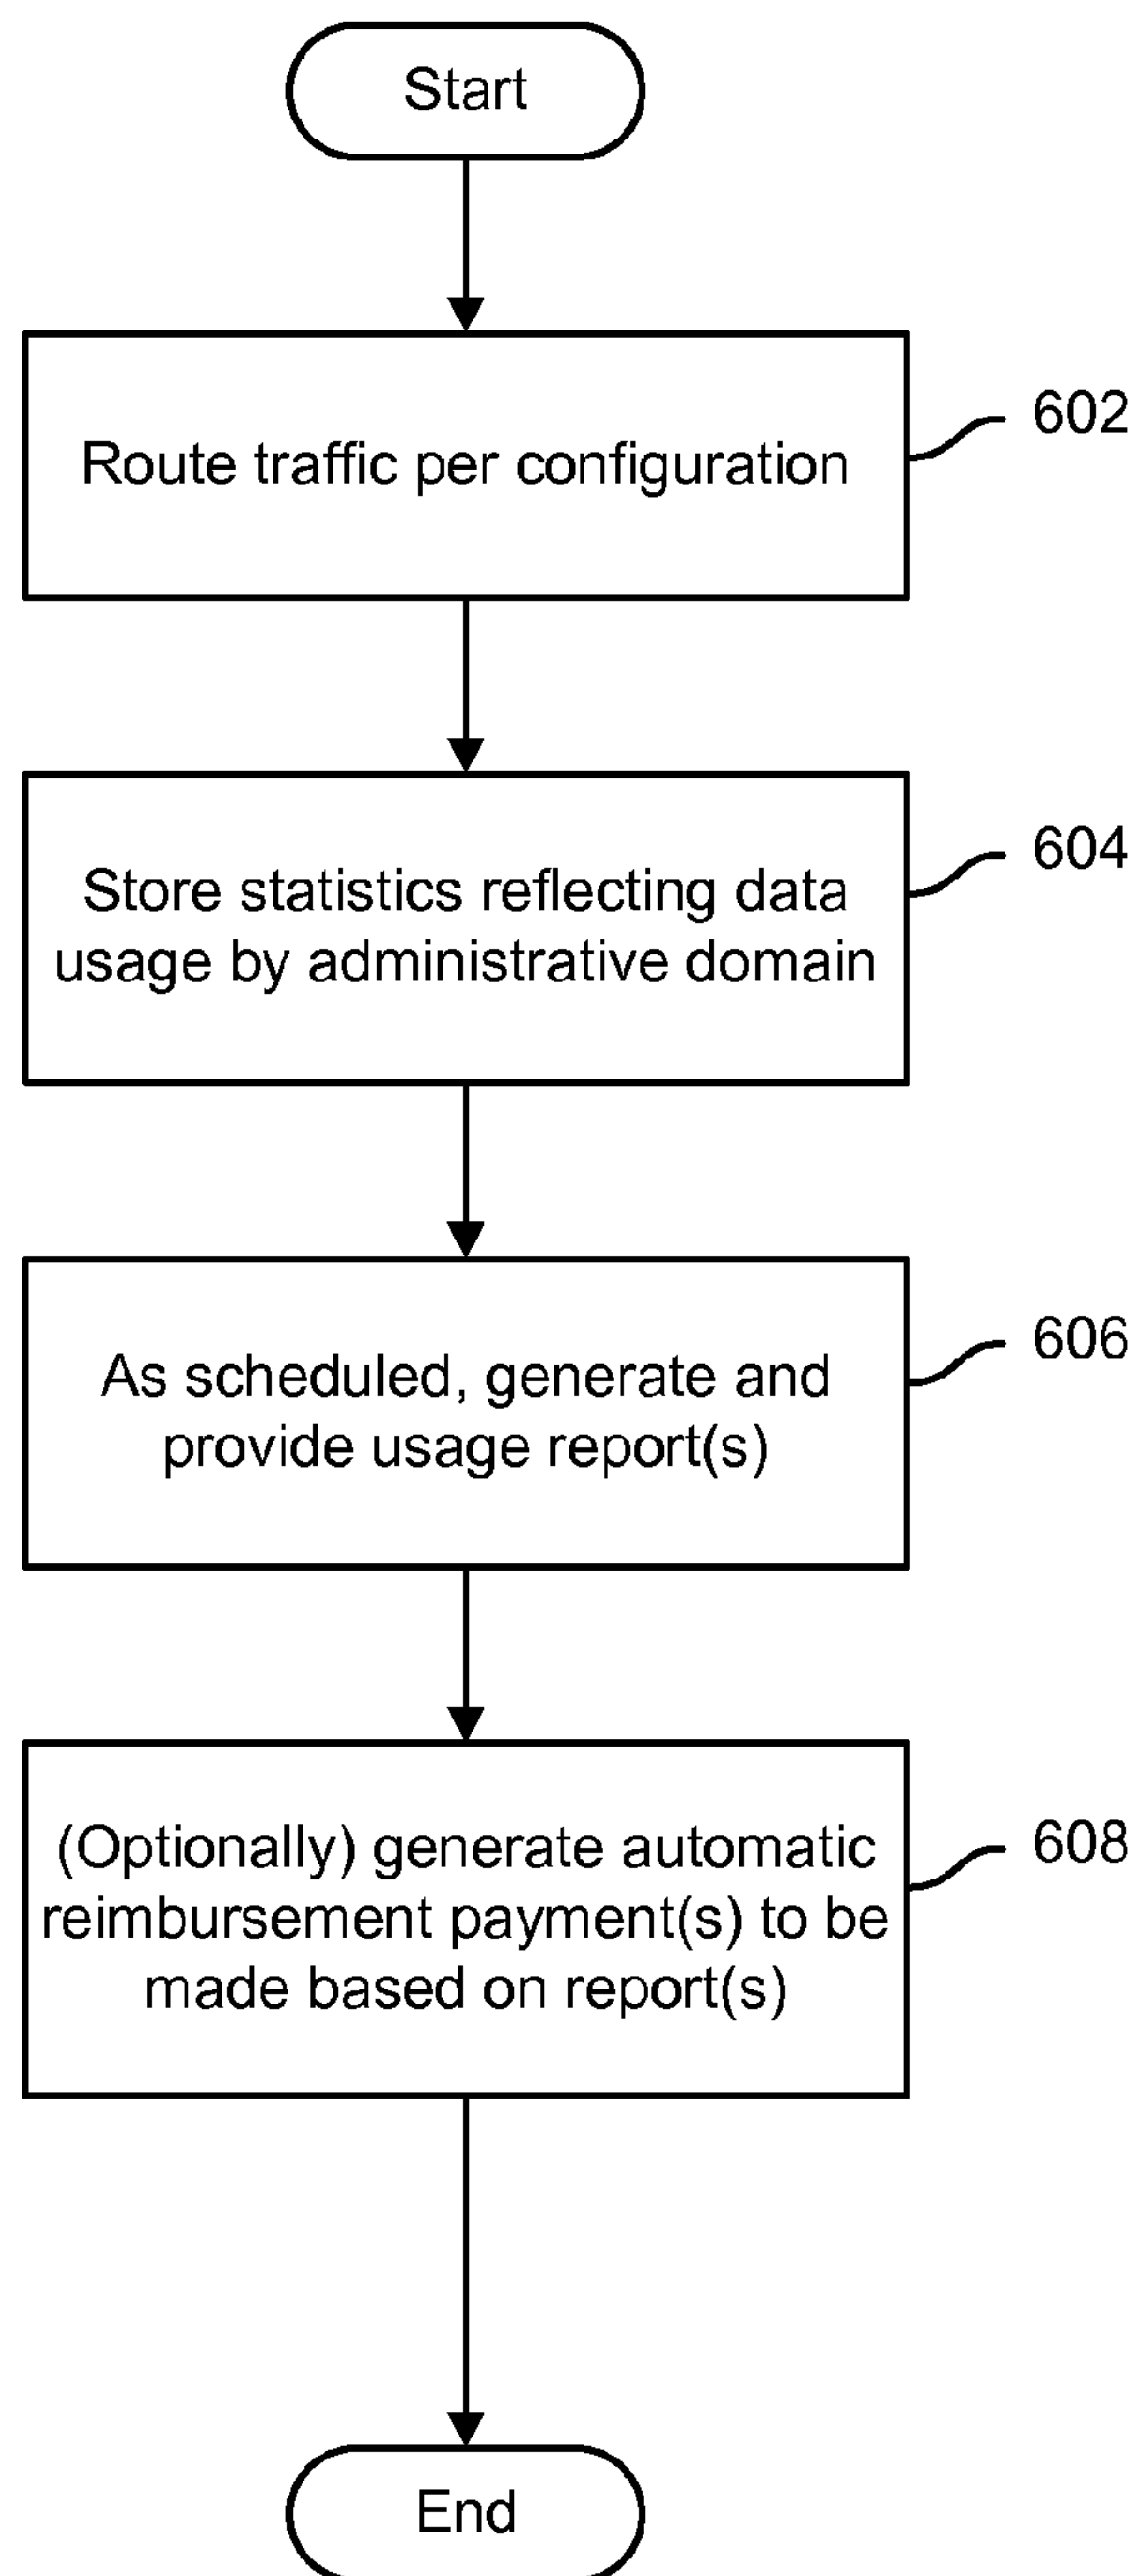 Start
Route traffic per configuration
602
Store statistics reflecting data
usage by administrative domain
604
As scheduled, generate and
provide usage report(s)
606
(Optionally) generate automatic
reimbursement payment(s) to be
made based on report(s)
608
End